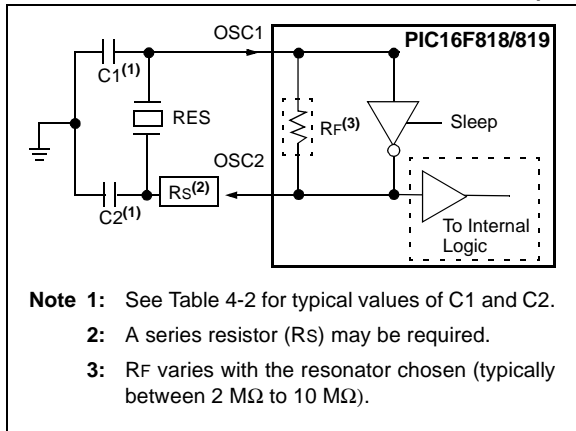 OSC1
PIC16F818/819
C1(1)
RES
RF(3)
Sleep
OSC2
RS(2)
C2(1)
To Internal
Logic
Note 1: See Table 4-2 for typical values of C1 and C2.
2: A series resistor (RS) may be required.
3: RF varies with the resonator chosen (typically
between 2 MΩ to 10 MΩ).